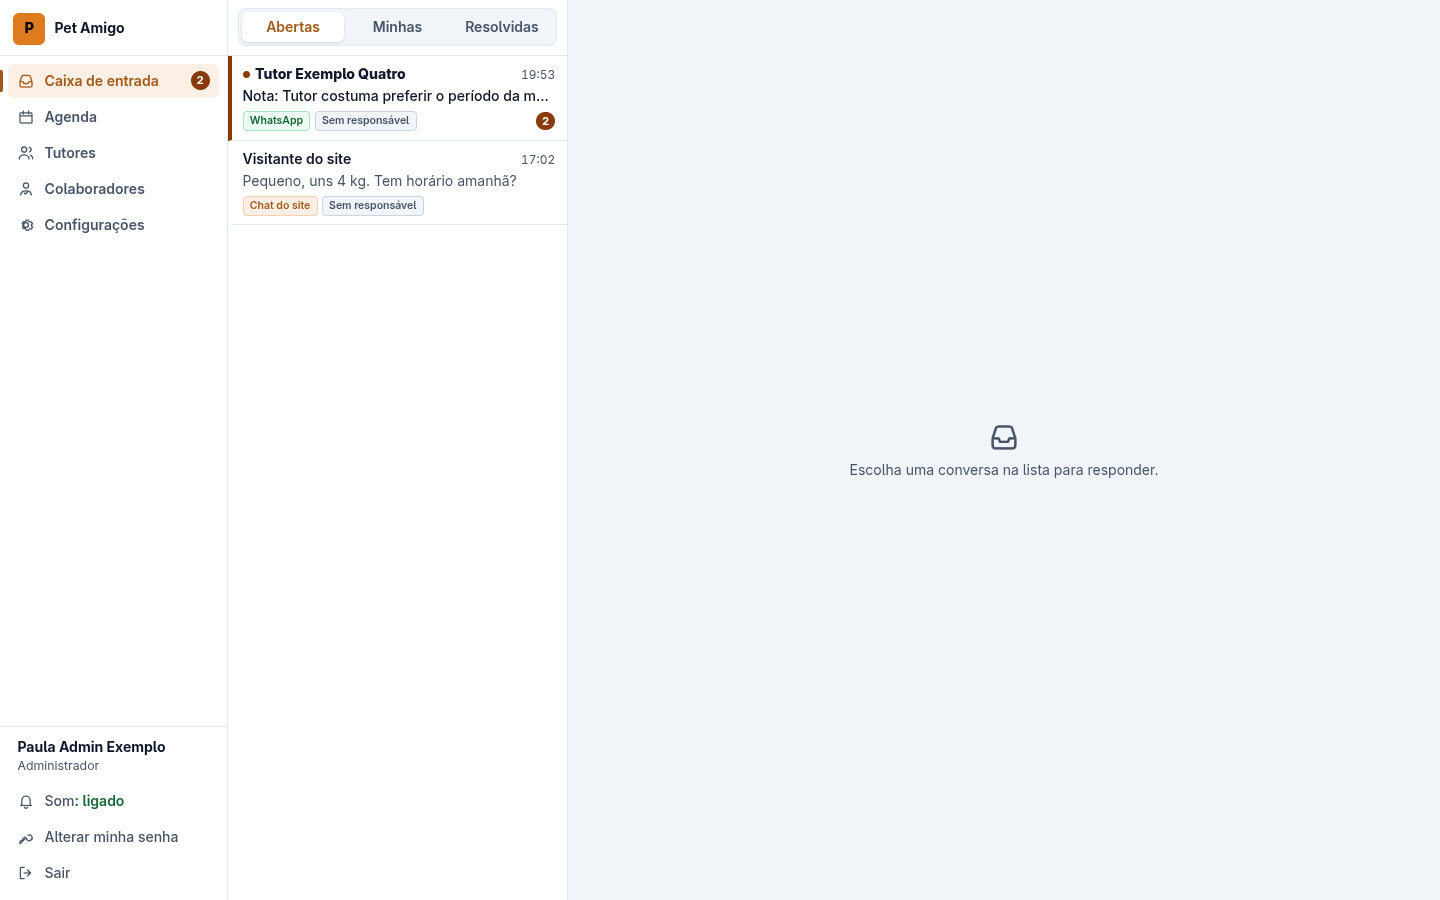 P
Pet Amigo
Caixa de entrada
2
Agenda
Tutores
Colaboradores
Configurações
Paula Admin Exemplo
Administrador
Som: ligado
Alterar minha senha
Sair
Abertas
Minhas
Resolvidas
Tutor Exemplo Quatro
19:53
Nota: Tutor costuma preferir o período da m...
WhatsApp
Sem responsável
2
Visitante do site
17:02
Pequeno, uns 4 kg. Tem horário amanhã?
Chat do site
Sem responsável
Escolha uma conversa na lista para responder.